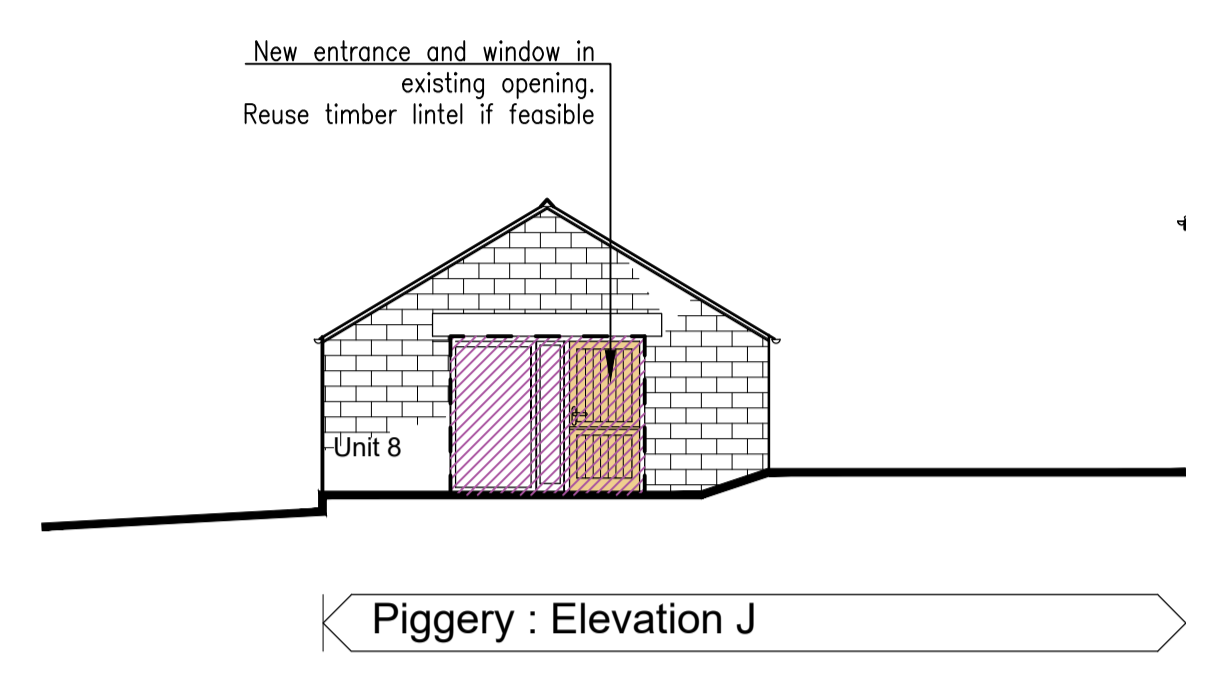 New entrance and window in
existing opening.
Reuse timber lintel if feasible
Unit 8
Piggery : Elevation J